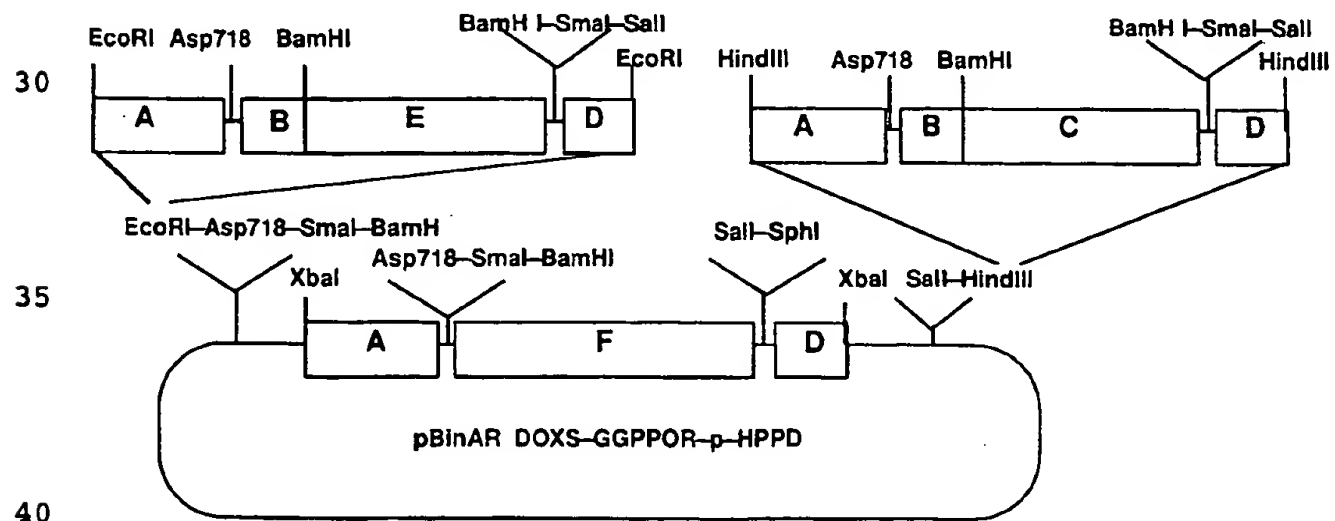 BamH I–SmaI–SalI
BamH I–SmaI–SalI
EcoRI Asp718 BamHI
EcoRI
HindIII
Asp718 BamHI
HindIII
30
A B E D
A B C D
EcoRI–Asp718–SmaI–BamH
SalI–SphI
Asp718–SmaI–BamHI
XbaI
XbaI SalI–HindIII
35
A F D
pBinAR DOXS–GGPPOR–p–HPPD
40